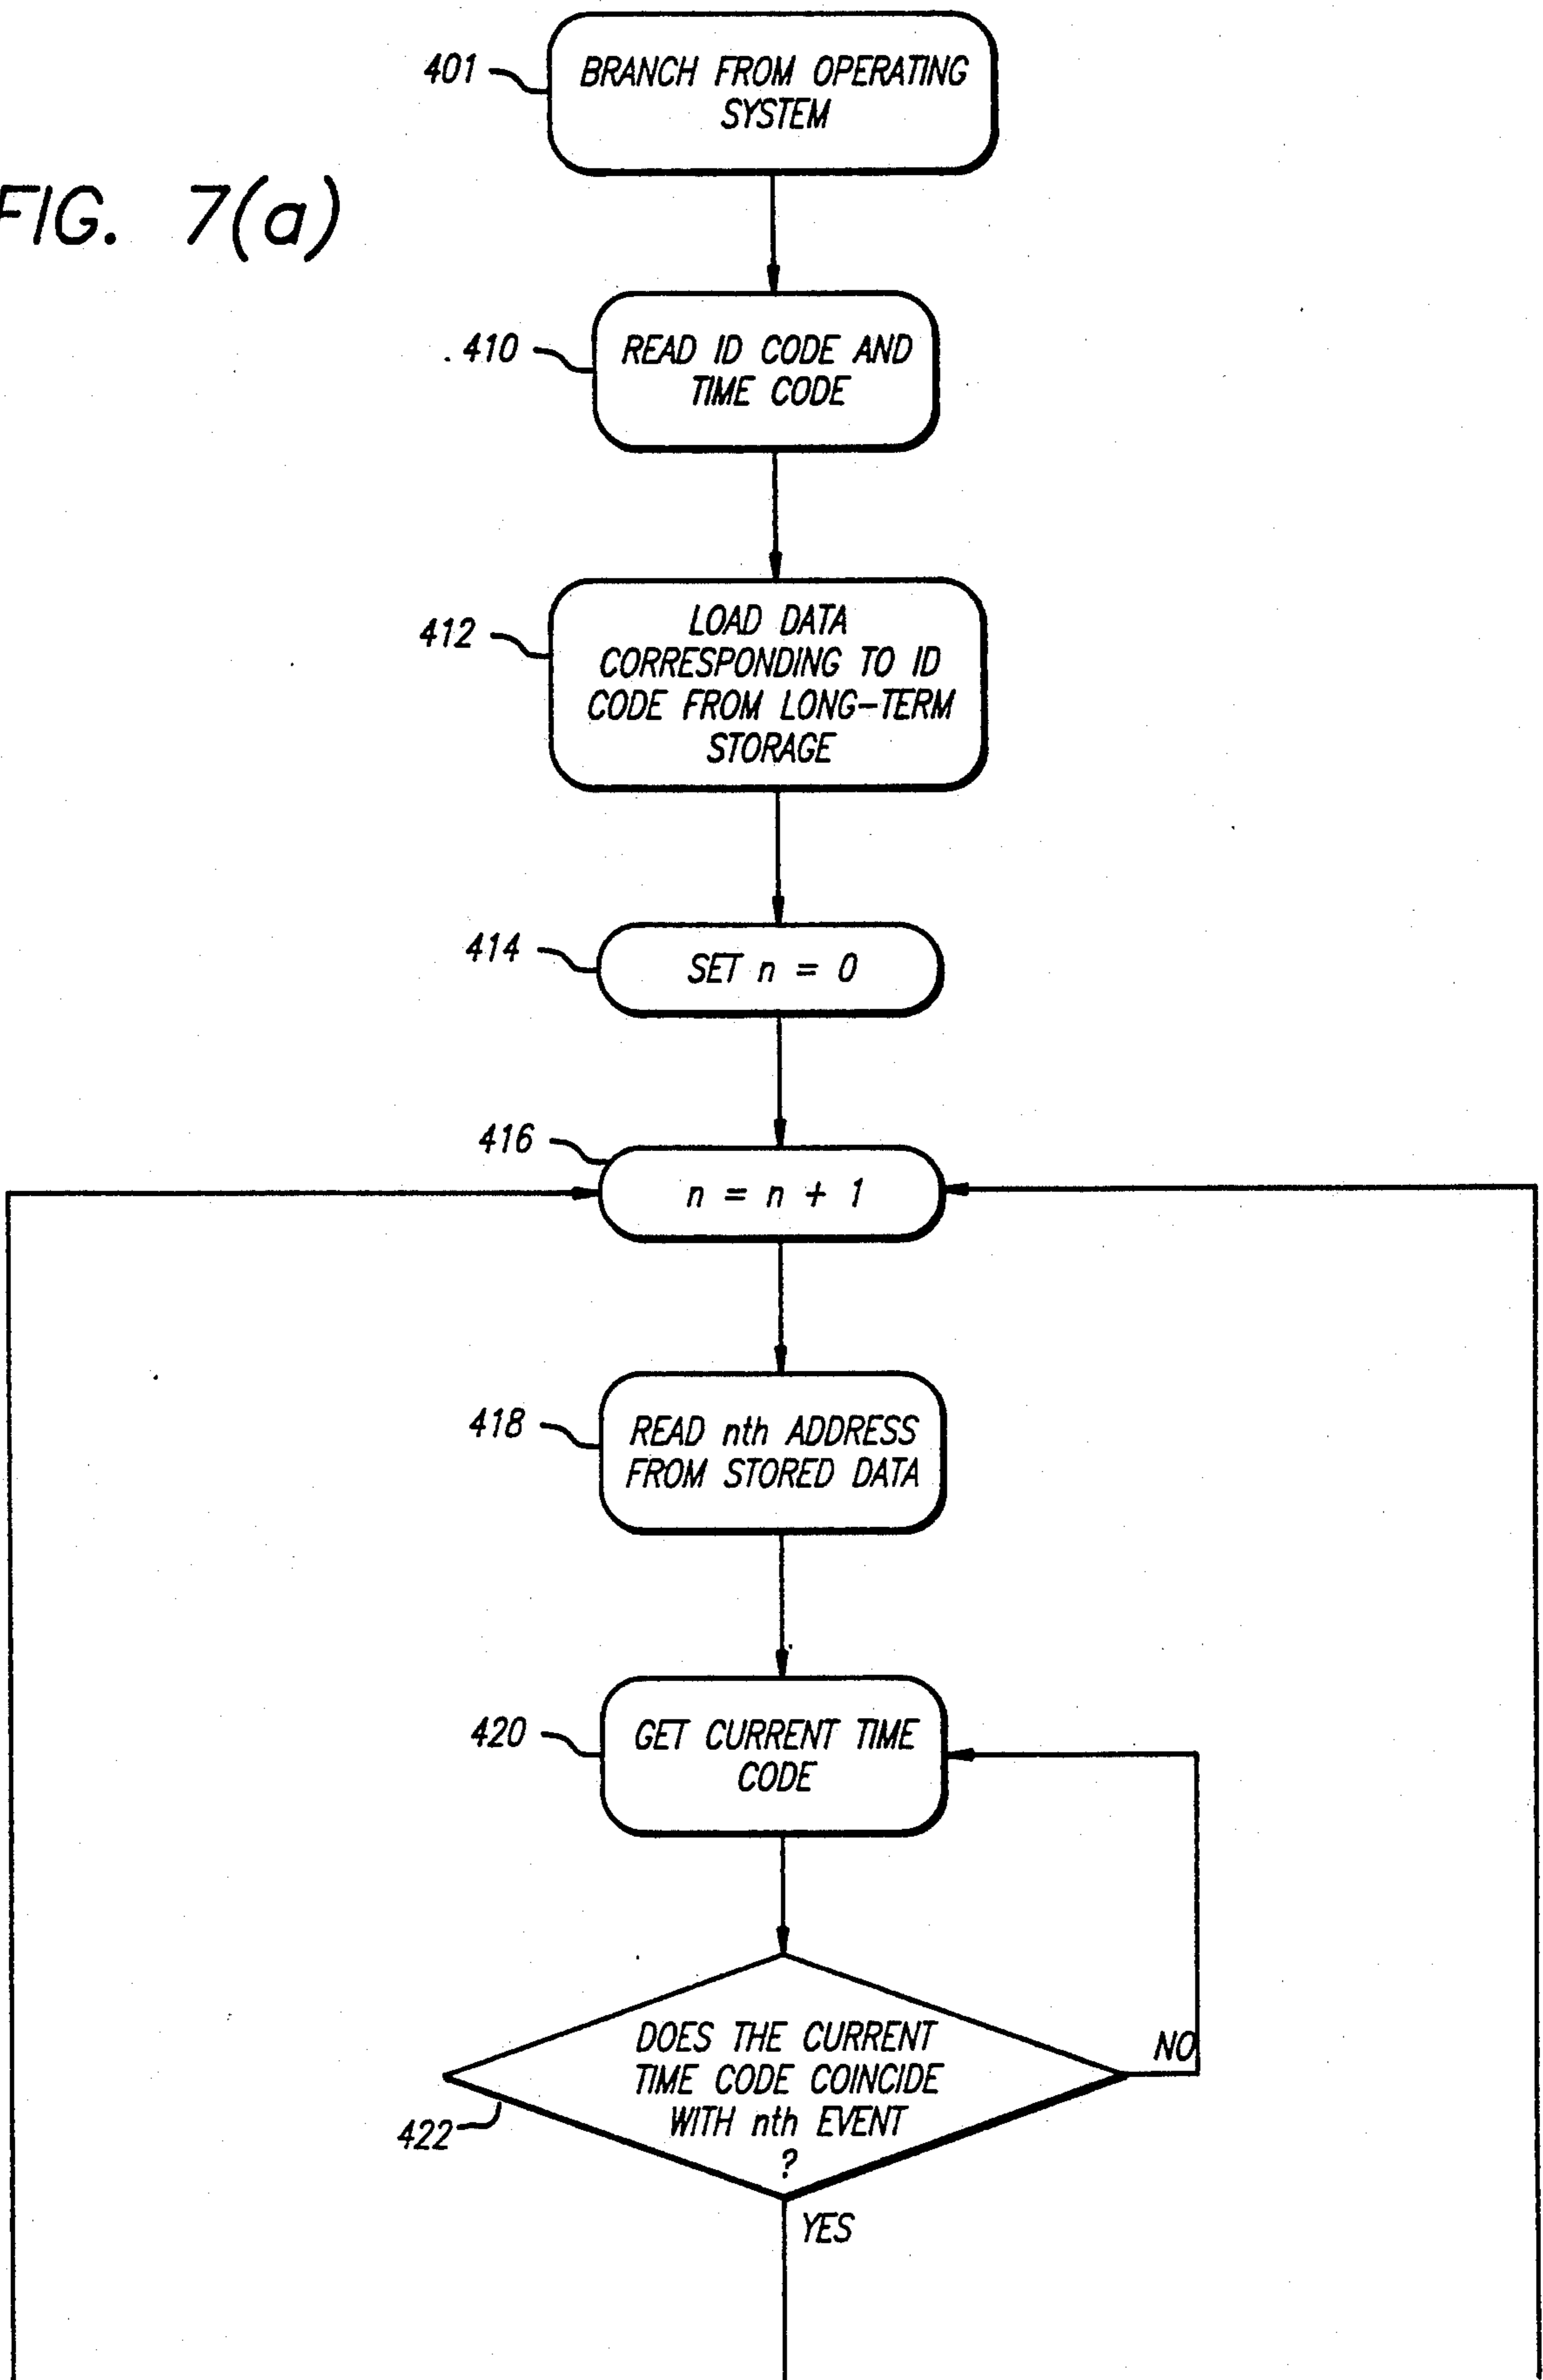 401
BRANCH FROM OPERATING
SYSTEM
FIG. 7(a)
410
READ ID CODE AND
TIME CODE
412
LOAD DATA
CORRESPONDING TO ID
CODE FROM LONG-TERM
STORAGE
414
SET n = 0
416
n = n + 1
418
READ nth ADDRESS
FROM STORED DATA
420
GET CURRENT TIME
CODE
DOES THE CURRENT
TIME CODE COINCIDE
WITH nth EVENT
?
NO
422
YES